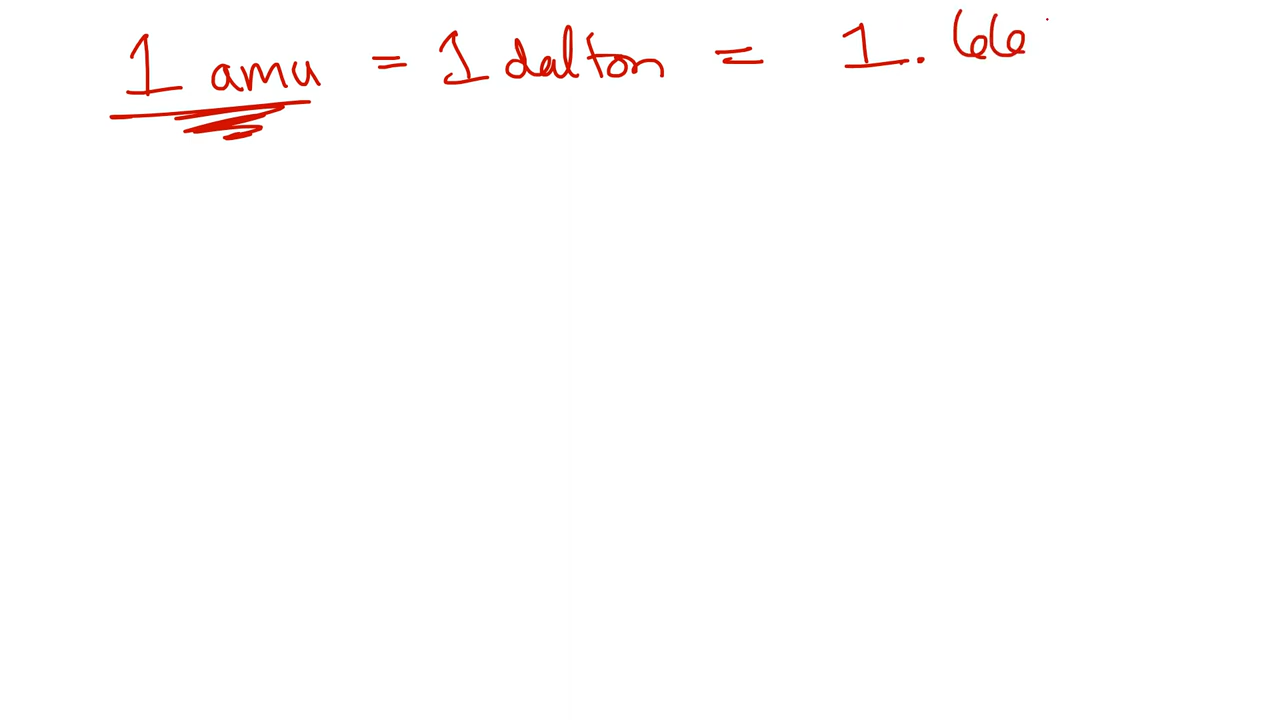 1 amu = 1 dalton = 1.66